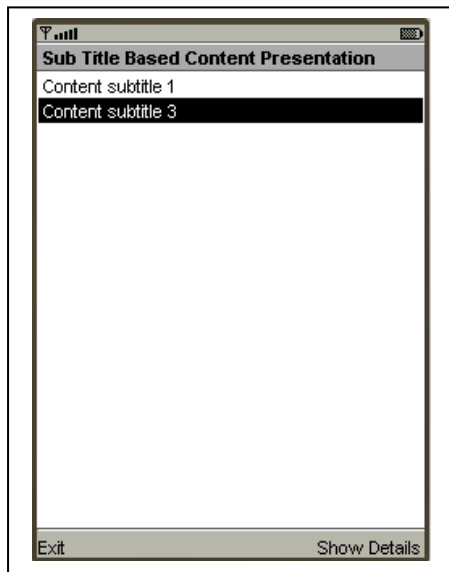 Sub Title Based Content Presentation
Content subtitle 1
Content subtitle 3
Exit Show Details